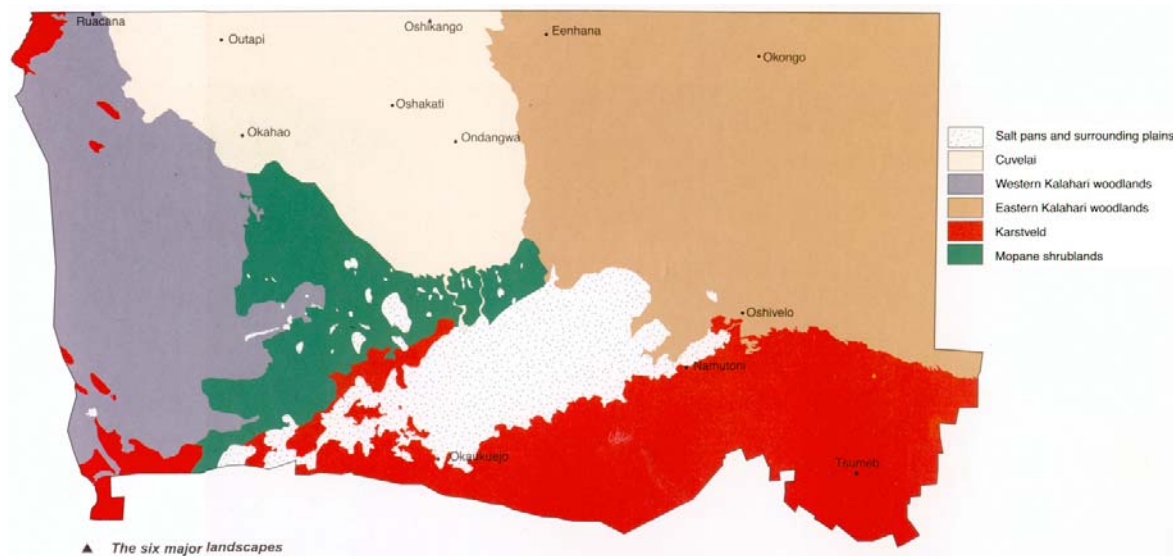 Ruacana
Oshikango
Outapi
Eenhana
Okongo
Oshakati
Okahao
Ondangwa
Salt pans and surrounding plains
Cuvelai
Western Kalahari woodlands
Eastern Kalahari woodlands
Karstveld
Mopane shrublands
Oshivelo
Namutoni
Okaukuejo
Tsumeb
▲ The six major landscapes